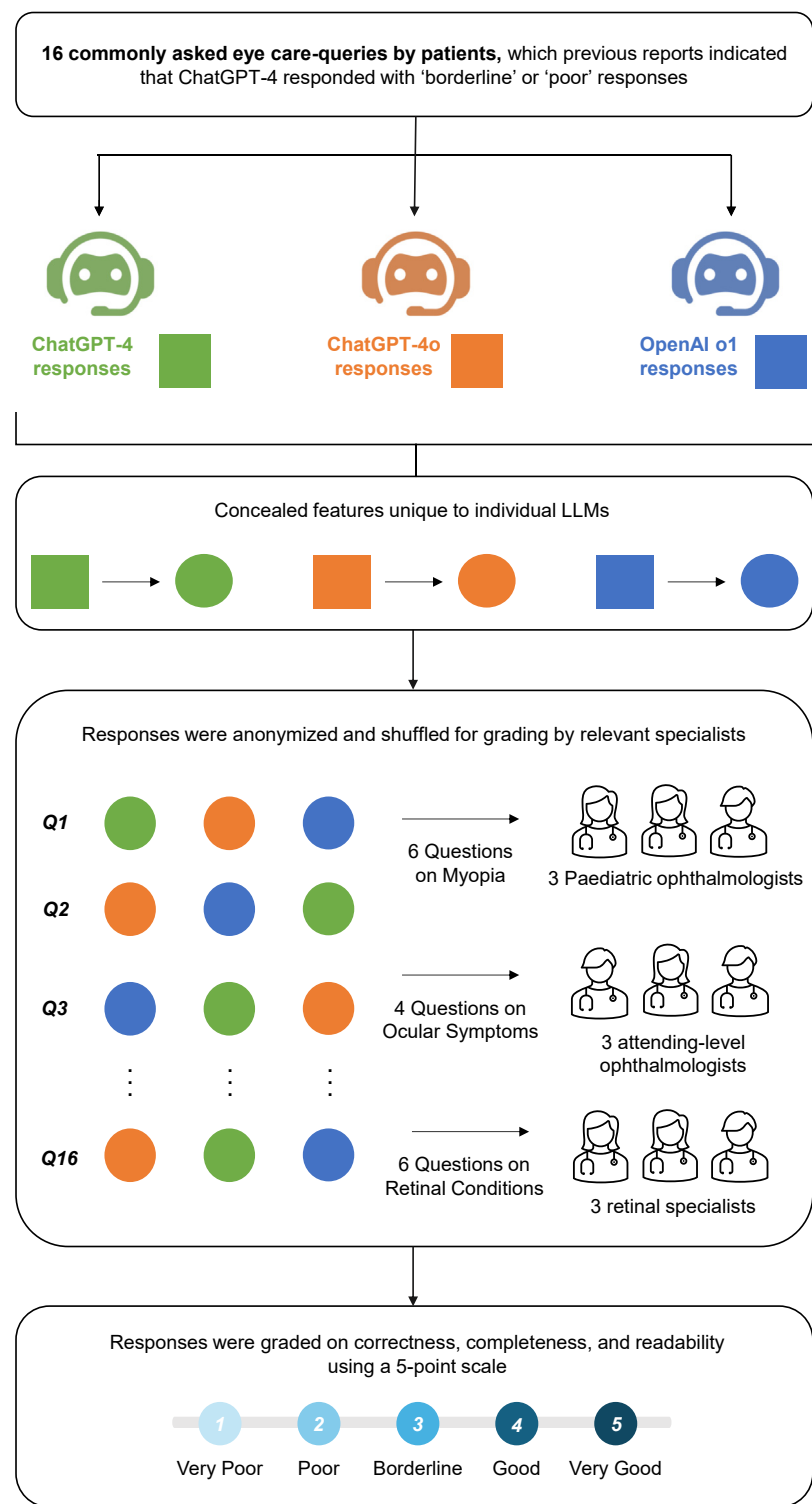 16 commonly asked eye care-queries by patients, which previous reports indicated
that ChatGPT-4 responded with ‘borderline’ or ‘poor’ responses
ChatGPT-4
responses
ChatGPT-4o
responses
OpenAI o1
responses
Concealed features unique to individual LLMs
Responses were anonymized and shuffled for grading by relevant specialists
Q1
6 Questions
on Myopia
3 Paediatric ophthalmologists
Q2
Q3
4 Questions on
Ocular Symptoms
3 attending-level
ophthalmologists
Q16
6 Questions on
Retinal Conditions
3 retinal specialists
Responses were graded on correctness, completeness, and readability
using a 5-point scale
1 2 3 4 5
Very Poor Poor Borderline Good Very Good